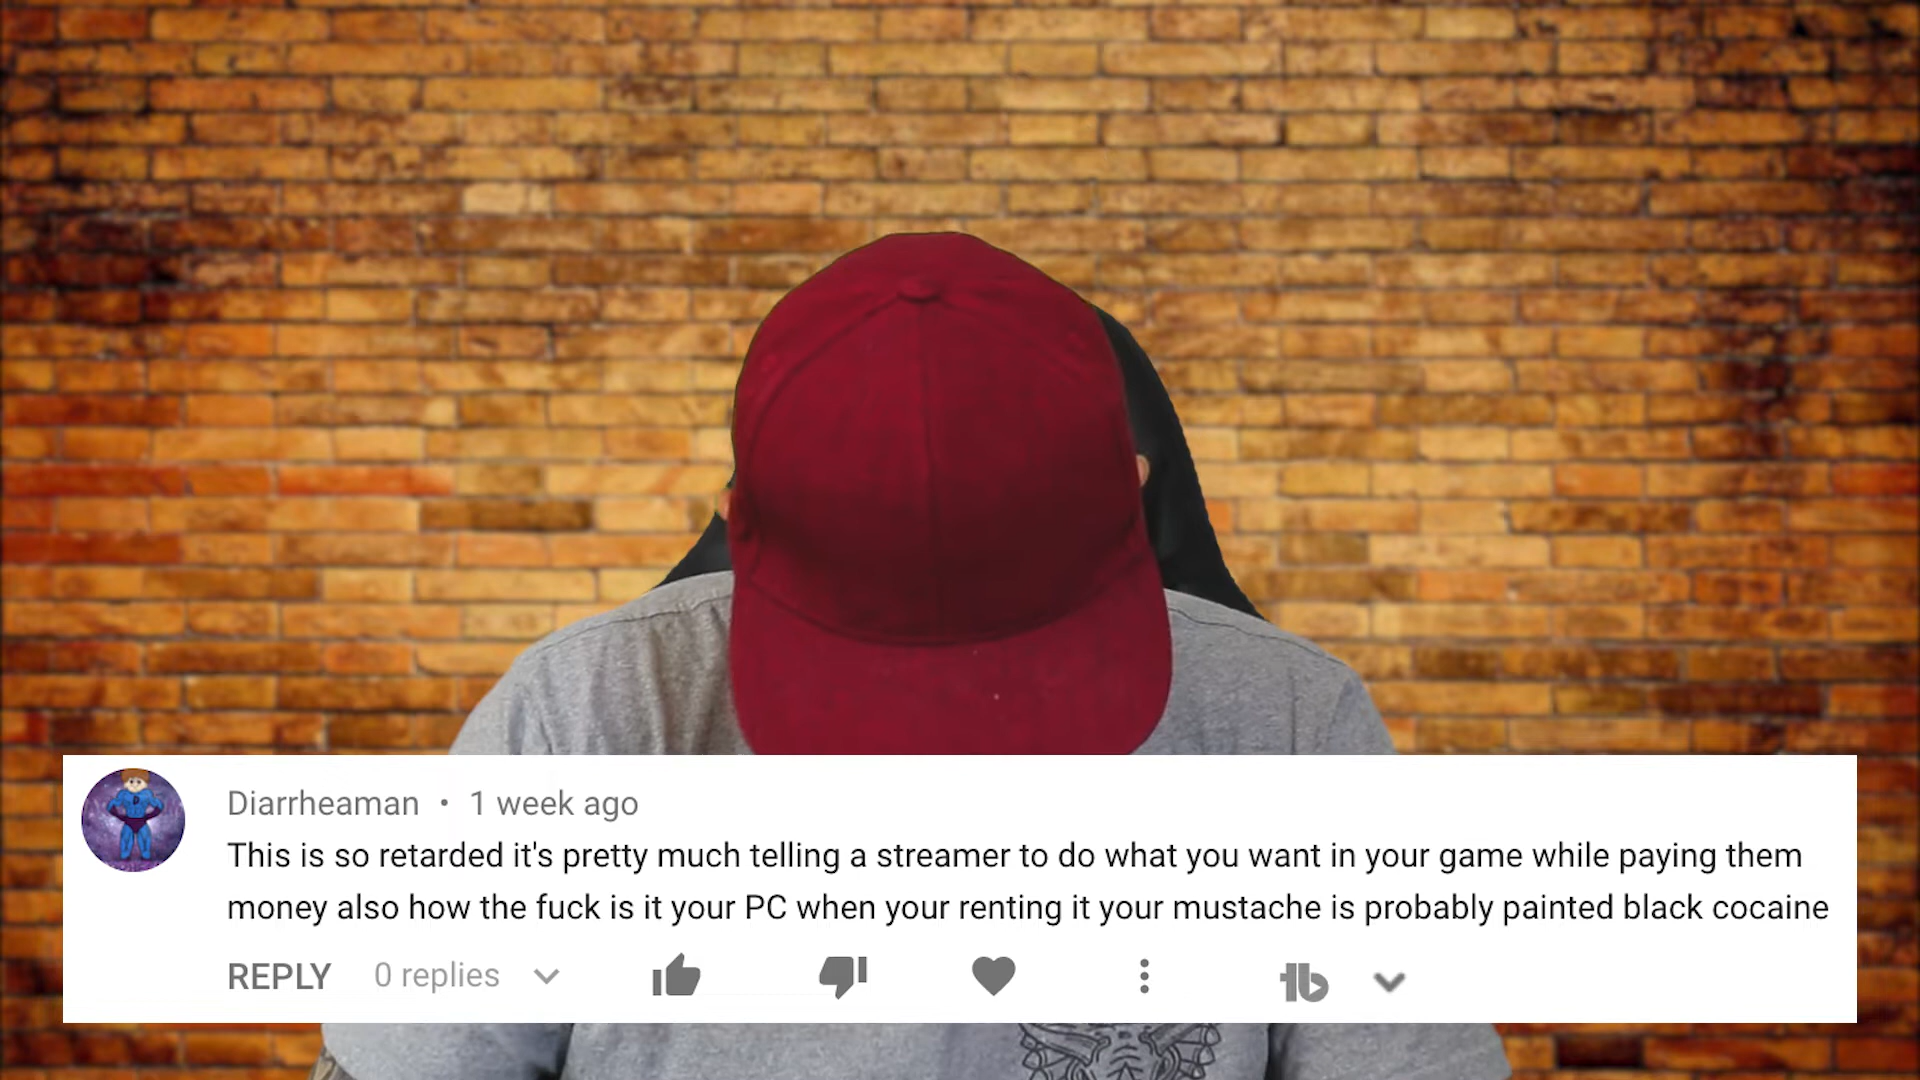 Diarrheaman • 1 week ago
This is so retarded it's pretty much telling a streamer to do what you want in your game while paying them
money also how the fuck is it your PC when your renting it your mustache is probably painted black cocaine
REPLY 0 replies